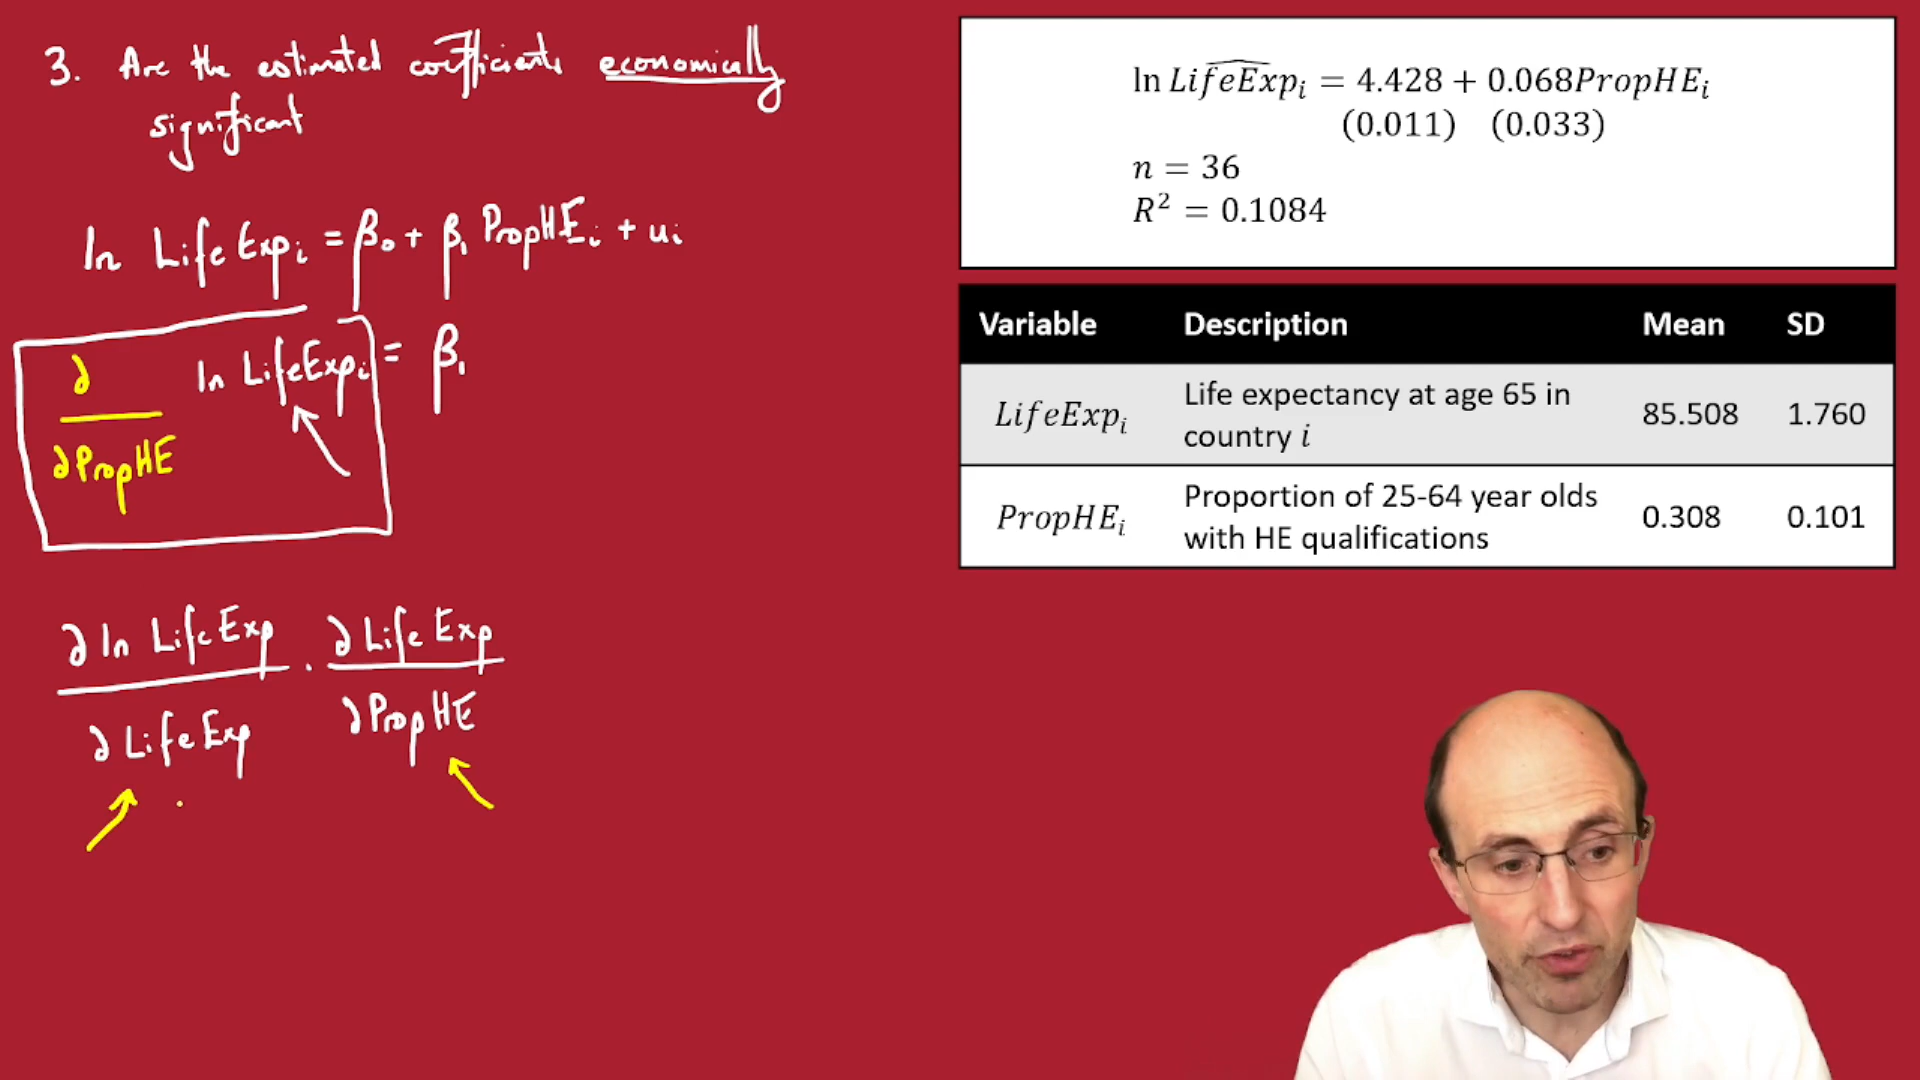 3. Are the estimated coefficients economically
significant
ln LifeExpᵢ = β₀ + β₁ PropHEᵢ + uᵢ
∂
∂PropHE
ln LifeExpᵢ = β₁
∂ ln LifeExp
∂ LifeExp
· ∂ LifeExp
∂ PropHE
ln LifeExpᵢ^ = 4.428 + 0.068PropHEᵢ
(0.011) (0.033)
n = 36
R² = 0.1084
Variable Description Mean SD
LifeExpᵢ Life expectancy at age 65 in country i 85.508 1.760
PropHEᵢ Proportion of 25-64 year olds with HE qualifications 0.308 0.101